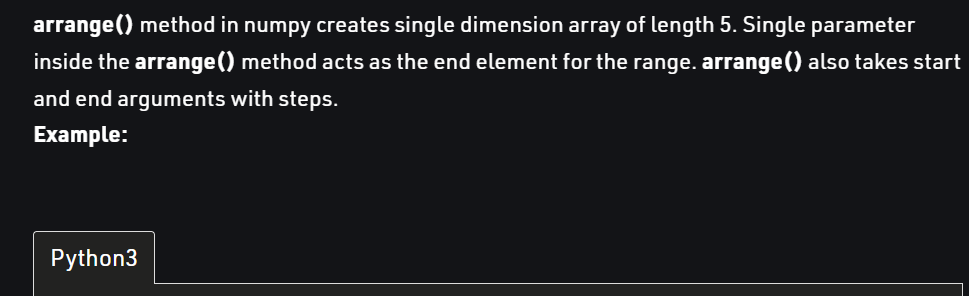 arrange() method in numpy creates single dimension array of length 5. Single parameter
inside the arrange() method acts as the end element for the range. arrange() also takes start
and end arguments with steps.
Example:
Python3